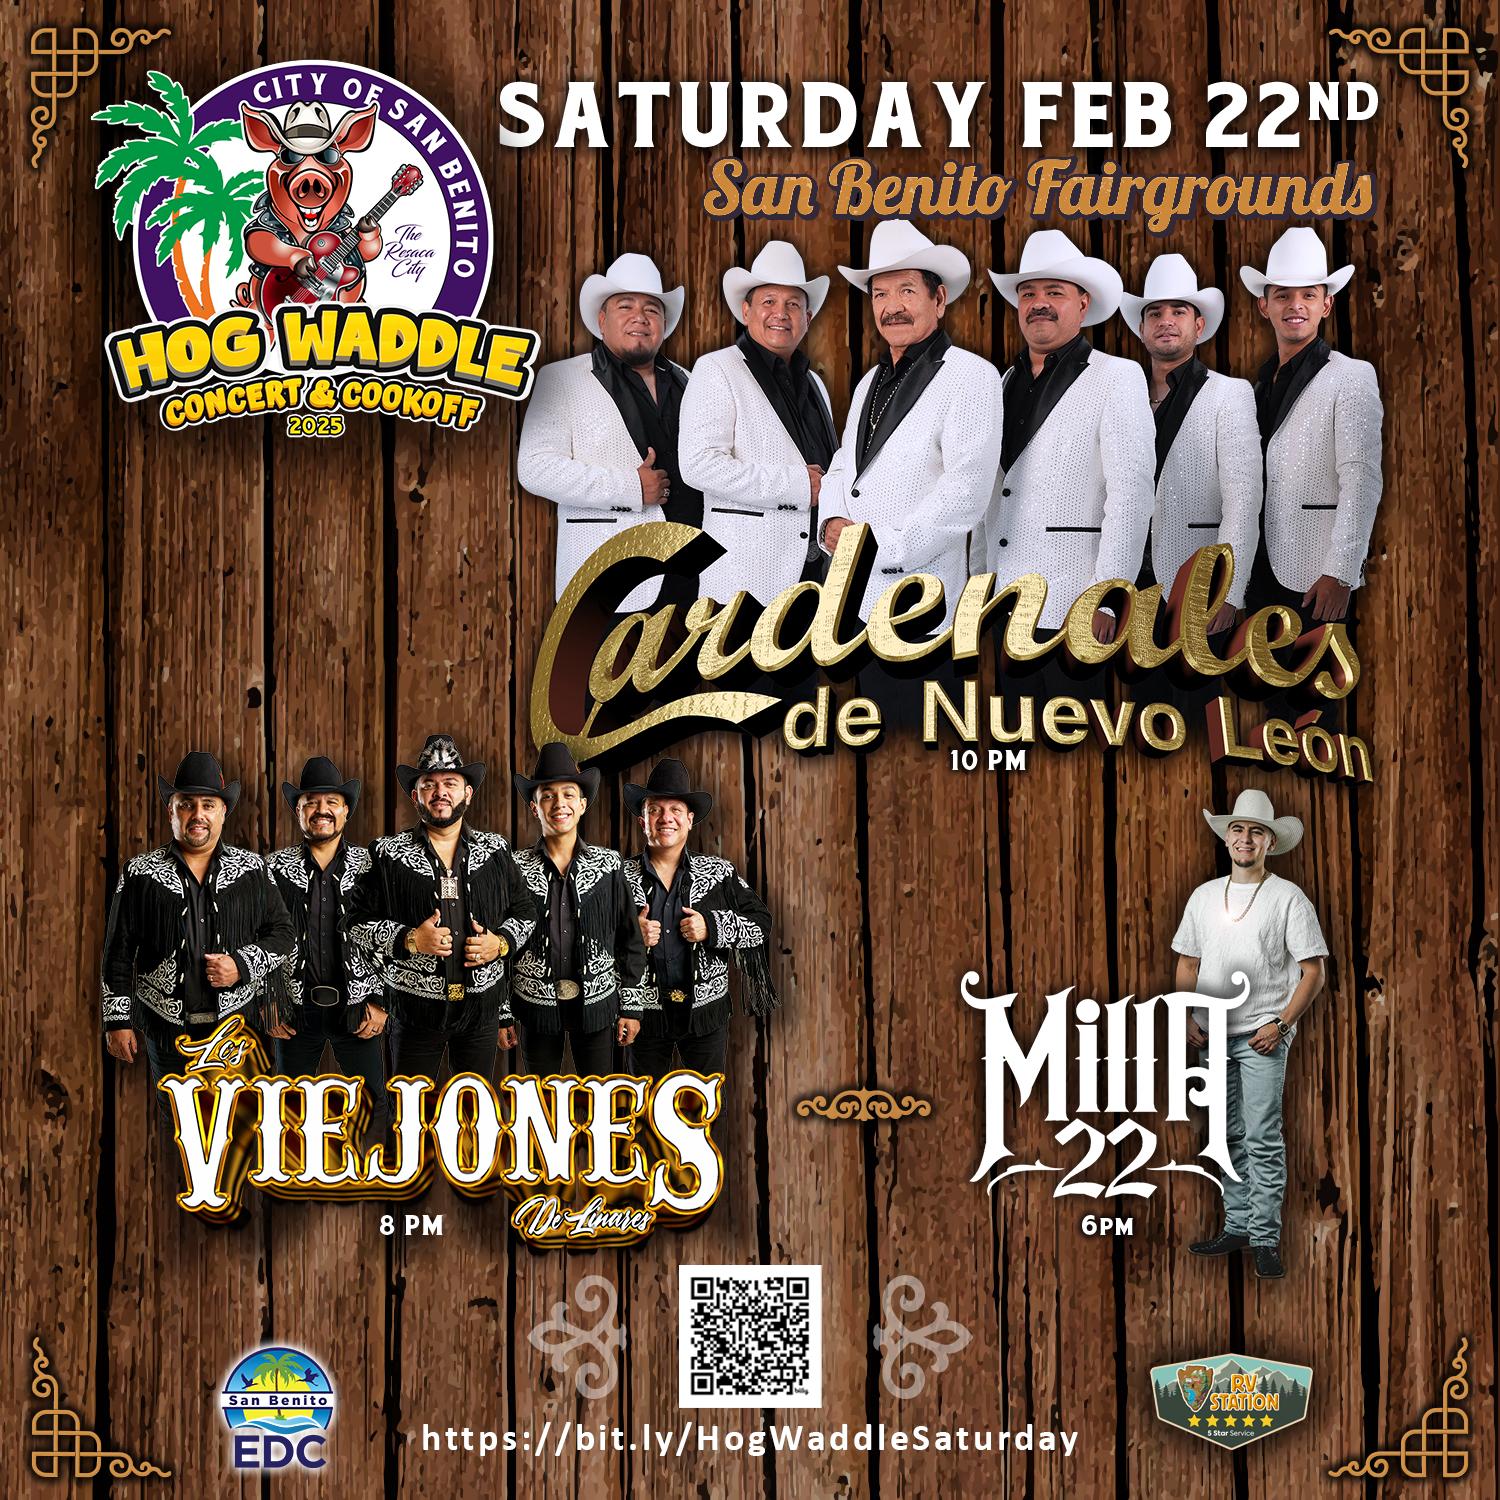 CITY OF SAN BENITO
The
Resaca
City
HOG WADDLE
CONCERT & COOKOFF
2025
SATURDAY FEB 22ND
San Benito Fairgrounds
Cardenales
de Nuevo León
10 PM
Los
VIEJONES
De Linares
8 PM
Milla
22
6PM
San Benito
EDC
https://bit.ly/HogWaddleSaturday
RV
STATION
5 Star Service
bitly